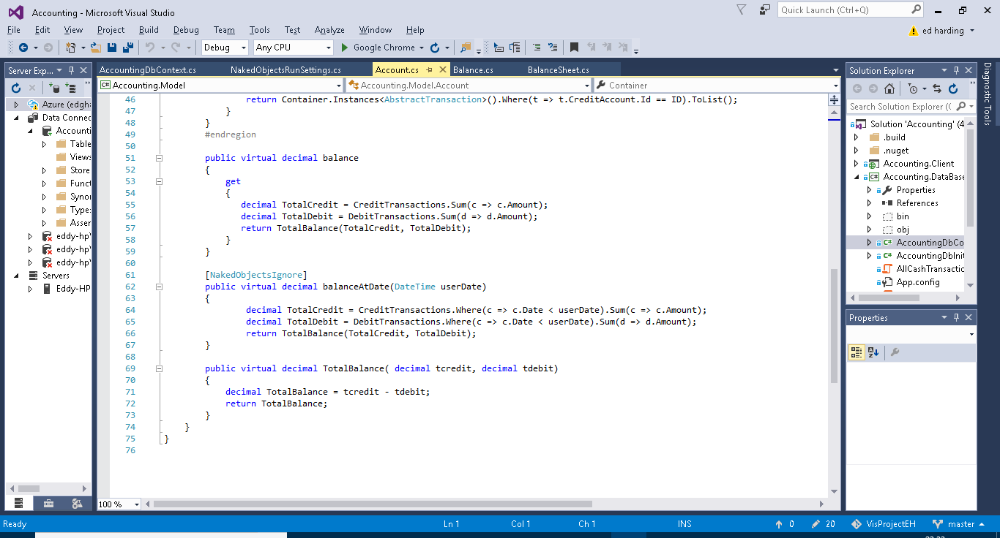 Accounting - Microsoft Visual Studio
Quick Launch (Ctrl+Q)
File Edit View Project Build Debug Team Tools Test Analyze Window Help
ed harding
Debug Any CPU Google Chrome
Server Exp...
Azure (edgh
Data Connec
Accounti
Table
Views
Store
Funct
Synor
Types
Asser
eddy-hp
eddy-hp
eddy-hp
Servers
Eddy-HP
AccountingDbContext.cs NakedObjectsRunSettings.cs Account.cs Balance.cs BalanceSheet.cs
Accounting.Model Accounting.Model.Account Container
46 return Container.Instances<AbstractTransaction>().Where(t => t.CreditAccount.Id == ID).ToList();
47 }
48 }
49 #endregion
50
51 public virtual decimal balance
52 {
53 get
54 {
55 decimal TotalCredit = CreditTransactions.Sum(c => c.Amount);
56 decimal TotalDebit = DebitTransactions.Sum(d => d.Amount);
57 return TotalBalance(TotalCredit, TotalDebit);
58 }
59 }
60
61 [NakedObjectsIgnore]
62 public virtual decimal balanceAtDate(DateTime userDate)
63 {
64 decimal TotalCredit = CreditTransactions.Where(c => c.Date < userDate).Sum(c => c.Amount);
65 decimal TotalDebit = DebitTransactions.Where(c => c.Date < userDate).Sum(d => d.Amount);
66 return TotalBalance(TotalCredit, TotalDebit);
67 }
68
69 public virtual decimal TotalBalance( decimal tcredit, decimal tdebit)
70 {
71 decimal TotalBalance = tcredit - tdebit;
72 return TotalBalance;
73 }
74 }
75 }
76
100 %
Solution Explorer
Search Solution Explorer (C
Solution 'Accounting' (4
.build
.nuget
Accounting.Client
Accounting.DataBase
Properties
References
bin
obj
AccountingDbCo
AccountingDbInit
AllCashTransactic
App.config
Properties
Diagnostic Tools
Ready Ln 1 Col 1 Ch 1 INS 0 20 VisProjectEH master